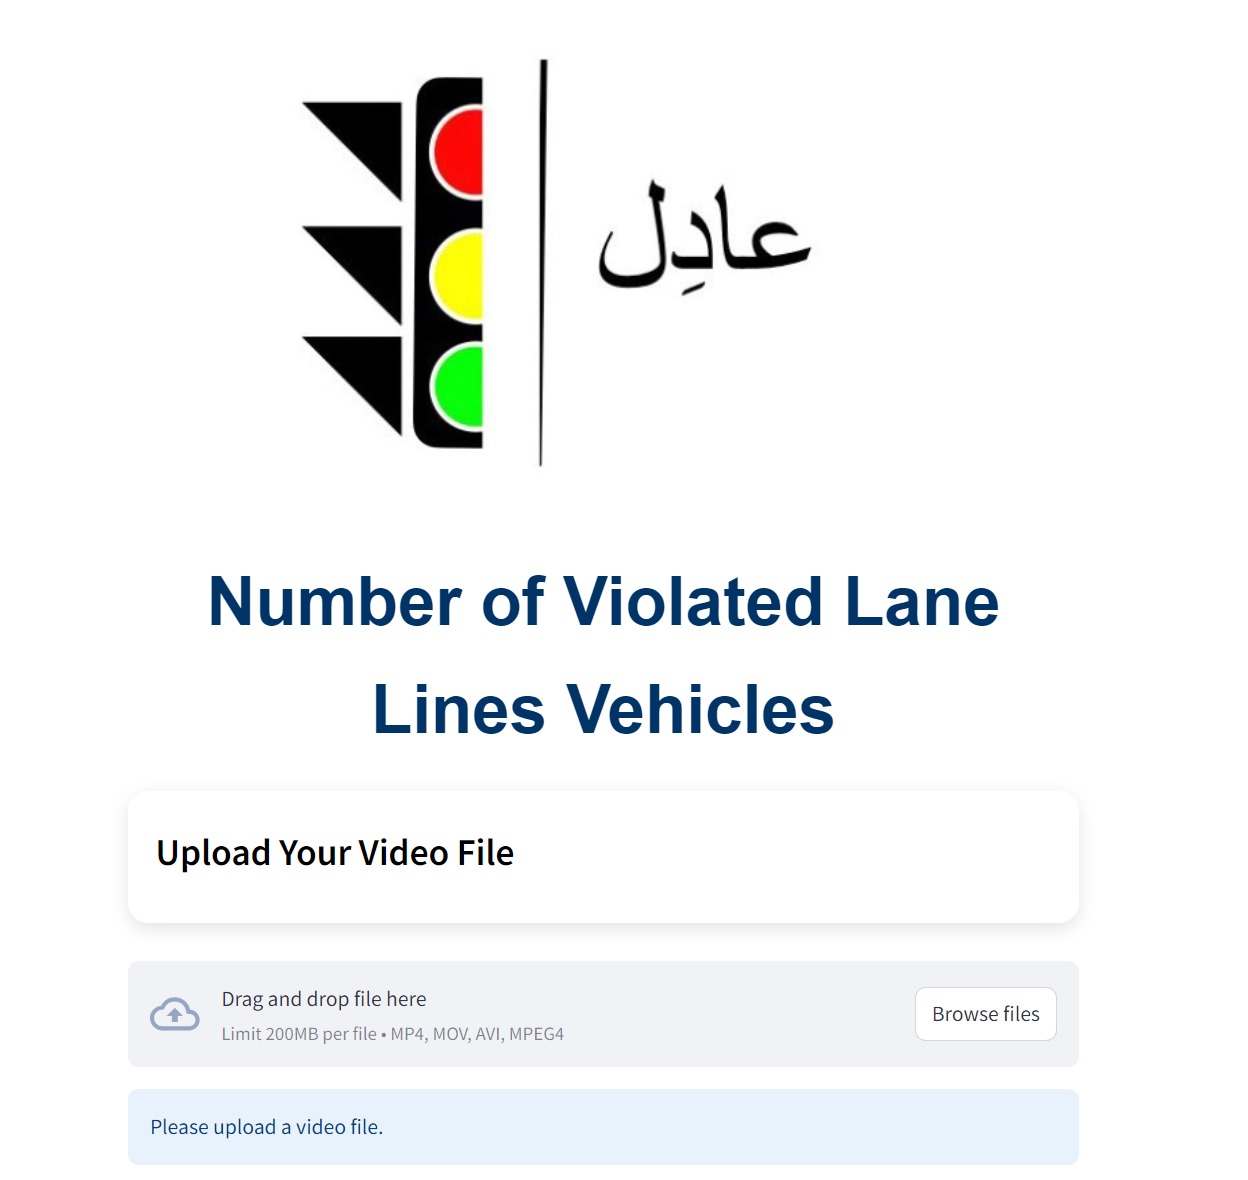 عادِل
Number of Violated Lane
Lines Vehicles
Upload Your Video File
Drag and drop file here
Limit 200MB per file • MP4, MOV, AVI, MPEG4
Browse files
Please upload a video file.